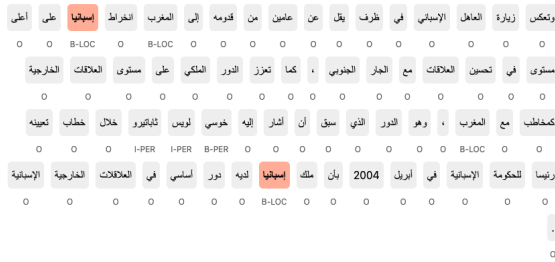 وتعكس زيارة العاهل الإسباني في ظرف يقل عن عامين من قدومه إلى المغرب انخراط إسبانيا على أعلى
O O B-LOC O B-LOC O O O O O O O O O O O O
مستوى في تحسين العلاقات مع الجار الجنوبي ، كما تعزز الدور الملكي على مستوى العلاقات الخارجية
O O O O O O O O O O O O O O O O
كمخاطب مع المغرب ، وهو الدور الذي سبق أن أشار إليه خوسي لويس ثاباتيرو خلال خطاب تعيينه
O O O I-PER I-PER B-PER O O O O O O O O B-LOC O O
رئيسا للحكومة الإسبانية في أبريل 2004 بأن ملك إسبانيا لديه دور أساسي في العلاقلات الخارجية الإسبانية
O O O O O O O B-LOC O O O O O O O O
.
O